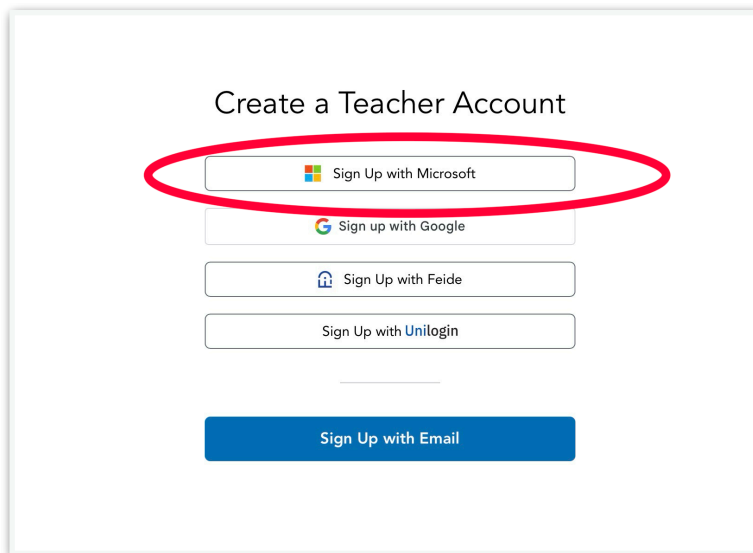 Create a Teacher Account
Sign Up with Microsoft
Sign up with Google
Sign Up with Feide
Sign Up with Unilogin
Sign Up with Email